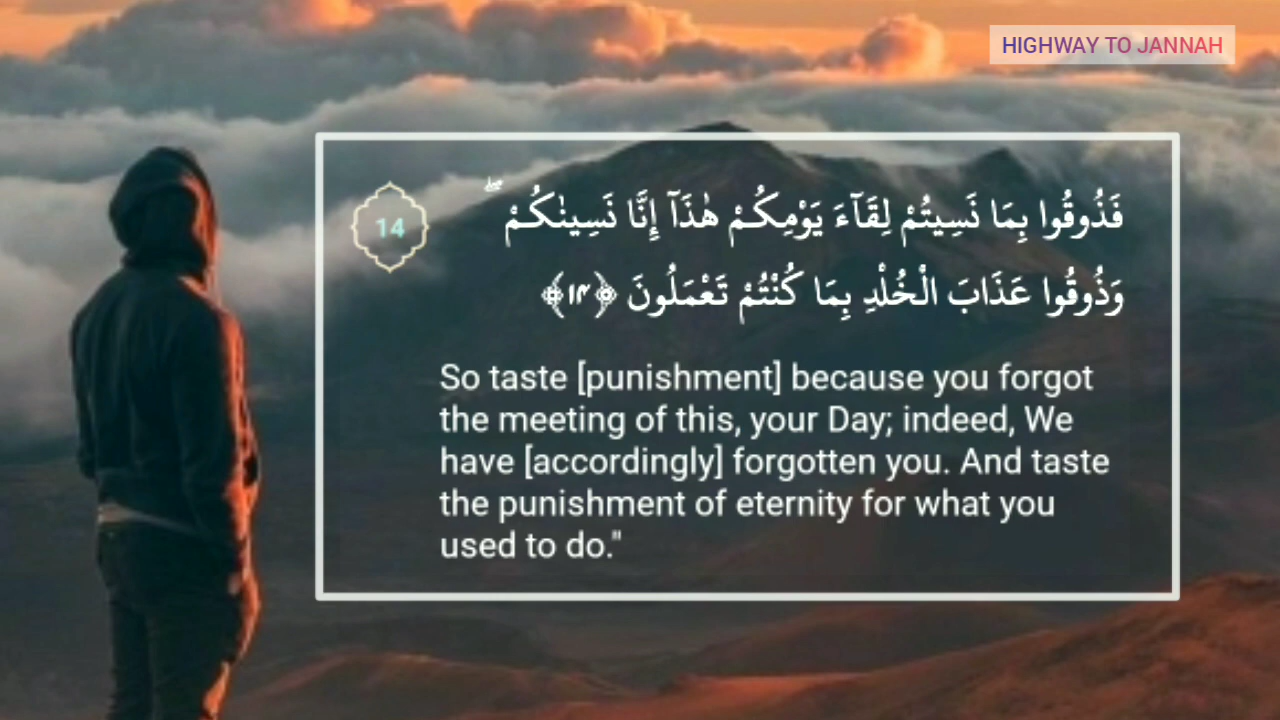 HIGHWAY TO JANNAH
14
فَذُوقُوا بِمَا نَسِيتُمْ لِقَآءَ يَوْمِكُمْ هٰذَآ إِنَّا نَسِينٰكُمْ ۖ
وَذُوقُوا عَذَابَ الْخُلْدِ بِمَا كُنْتُمْ تَعْمَلُونَ ﴿۱۴﴾
So taste [punishment] because you forgot
the meeting of this, your Day; indeed, We
have [accordingly] forgotten you. And taste
the punishment of eternity for what you
used to do."